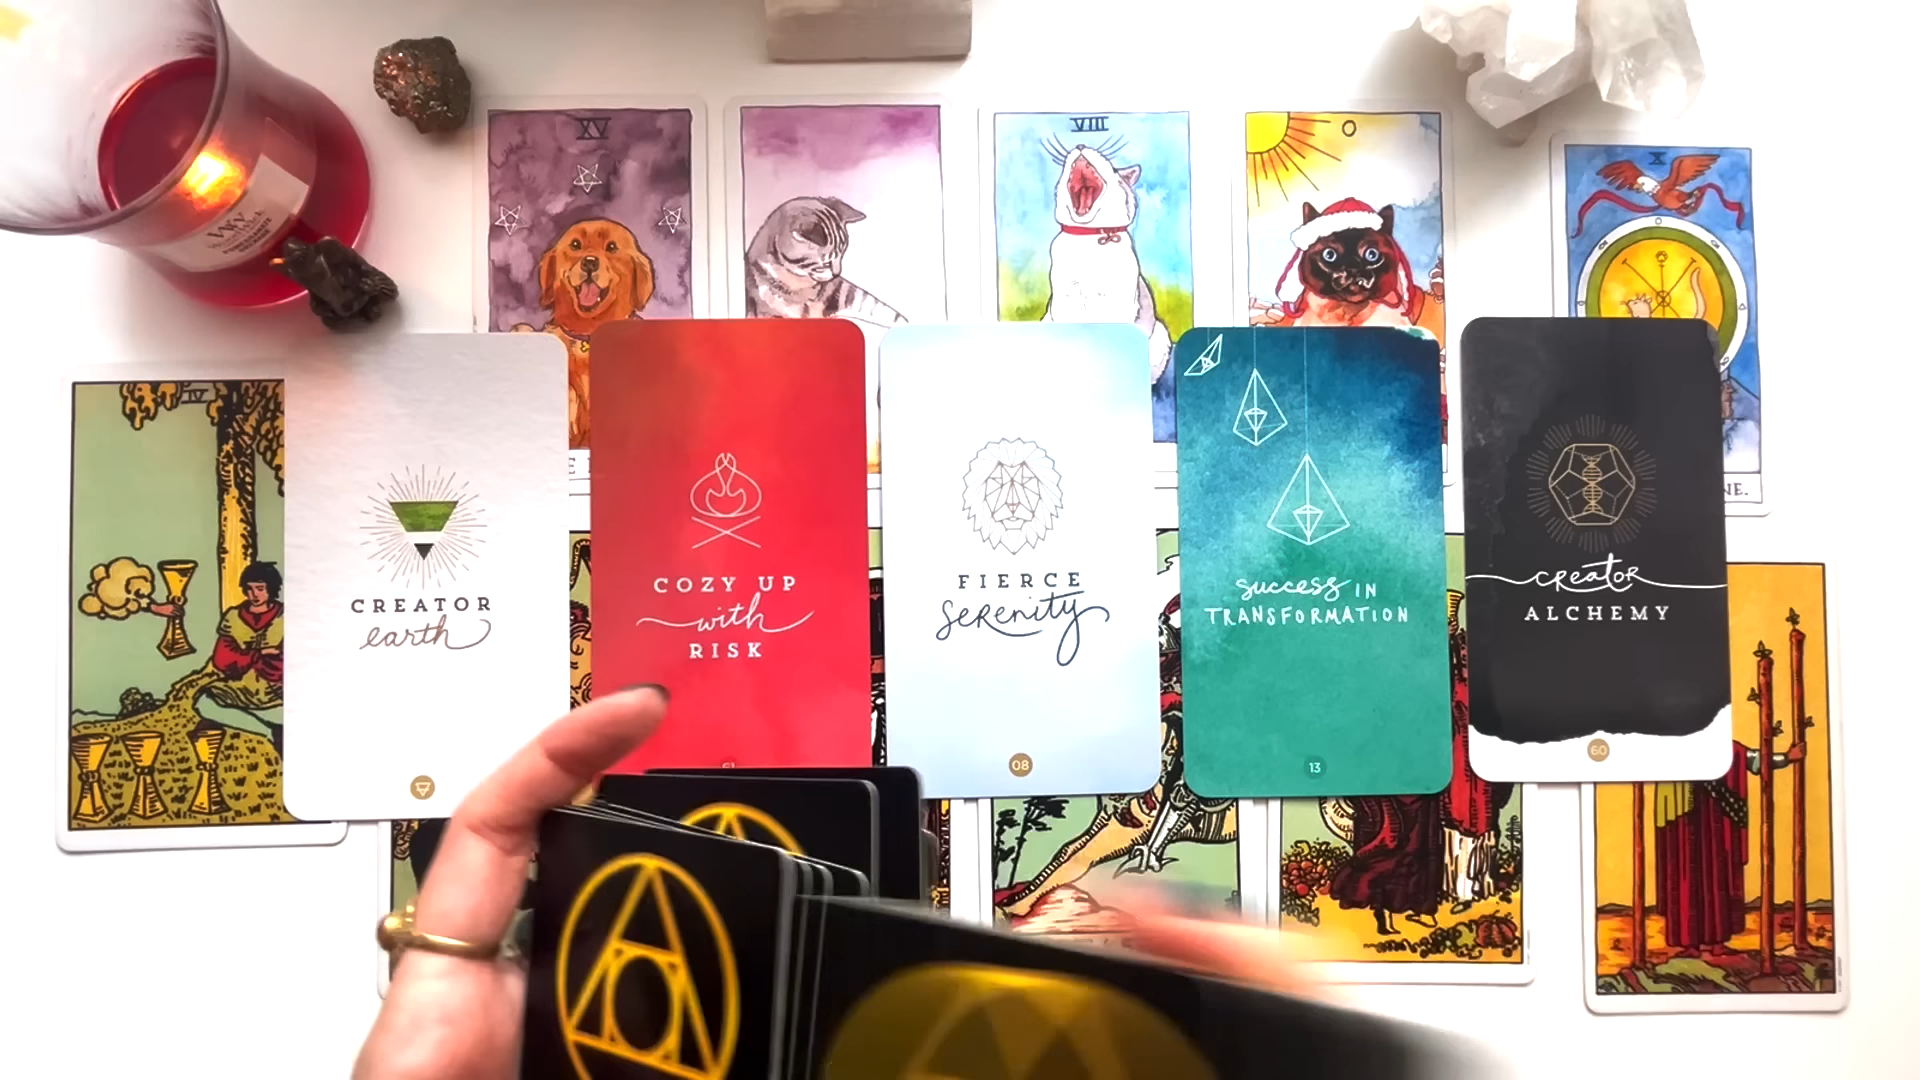 XV
VIII
O
X
IV
NE.
CREATOR
earth
COZY UP
with
RISK
FIERCE
serenity
08
success IN
TRANSFORMATION
13
creator
ALCHEMY
60